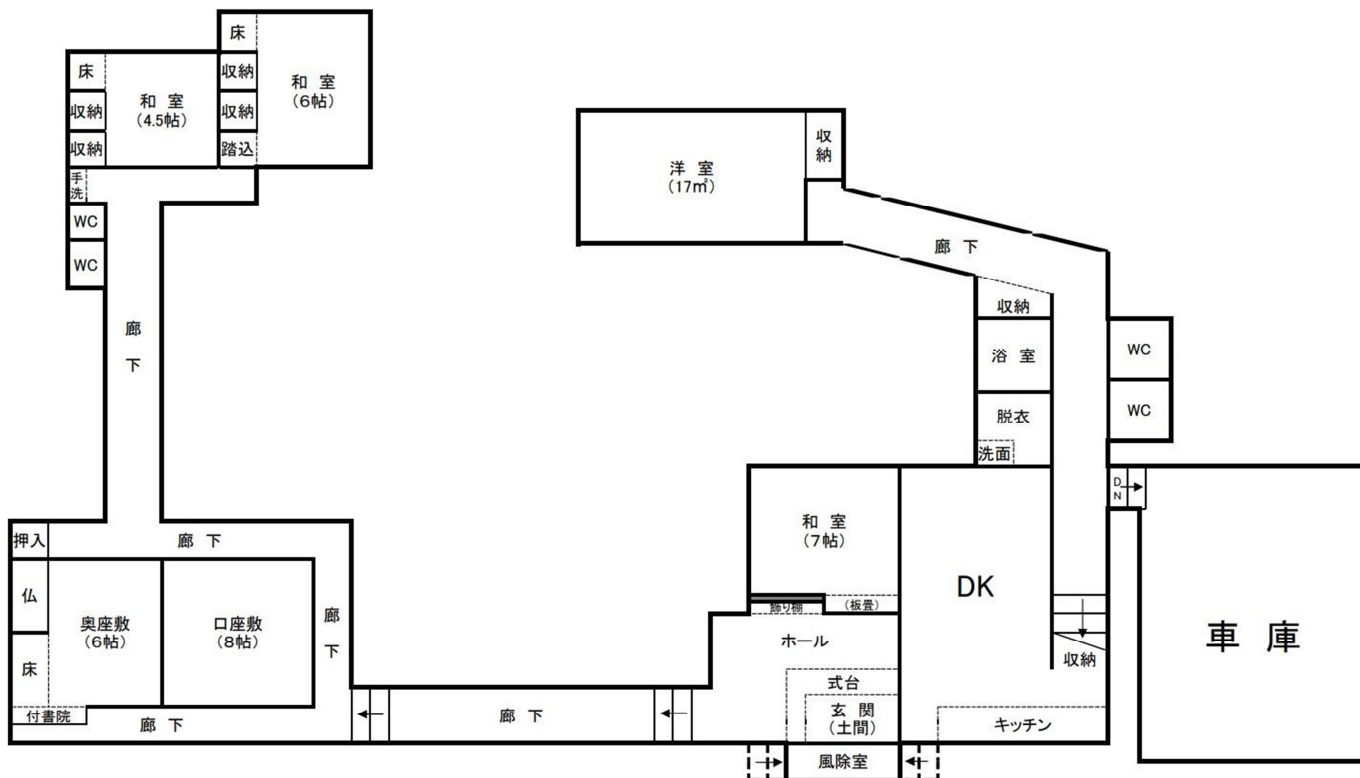 床
収納
収納
踏込
和 室
(6帖)
床
収納
収納
和 室
(4.5帖)
手洗
WC
WC
廊下
洋 室
(17㎡)
収納
廊 下
収納
浴 室
脱衣
洗面
WC
WC
DN
押入
廊 下
仏
床
奥座敷
(6帖)
口座敷
(8帖)
廊下
付書院
廊 下
廊 下
和 室
(7帖)
飾り棚
(板畳)
ホール
式台
玄 関
(土間)
風除室
DK
収納
キッチン
車 庫